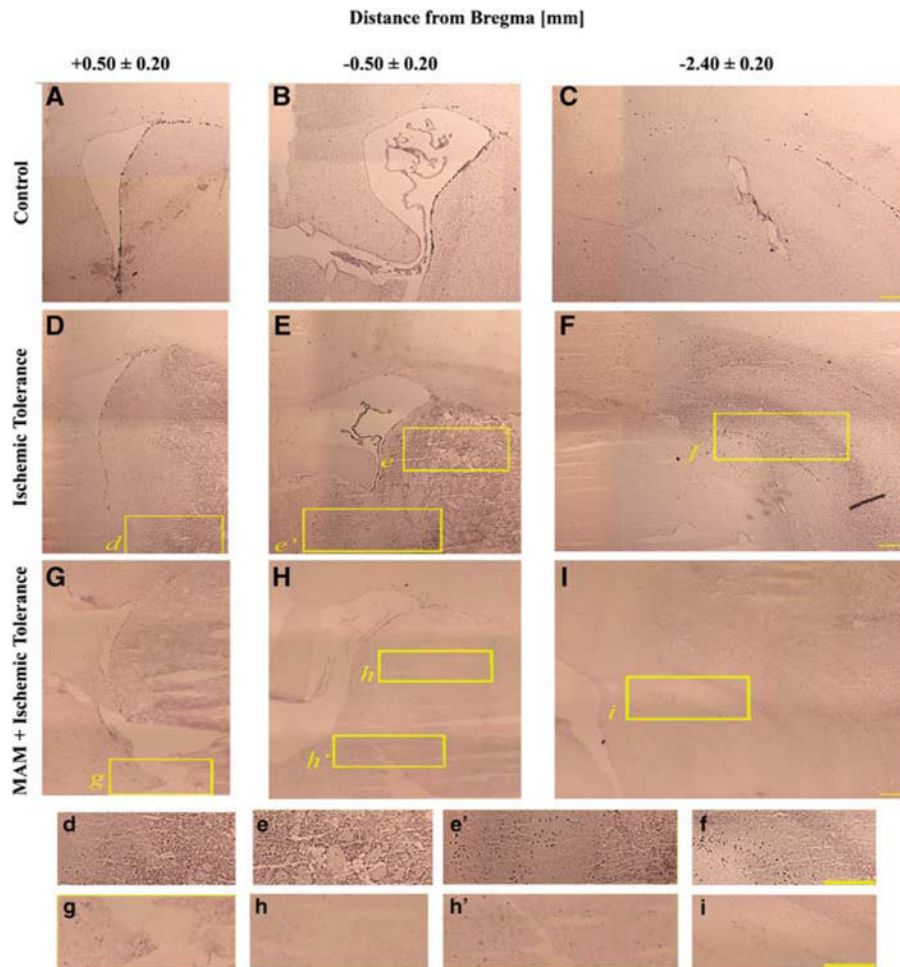 Distance from Bregma [mm]
+0.50 ± 0.20
-0.50 ± 0.20
-2.40 ± 0.20
Control
A
B
C
Ischemic Tolerance
D
E
F
d
e
e'
f
MAM + Ischemic Tolerance
G
H
I
g
h
h'
i
d
e
e'
f
g
h
h'
i